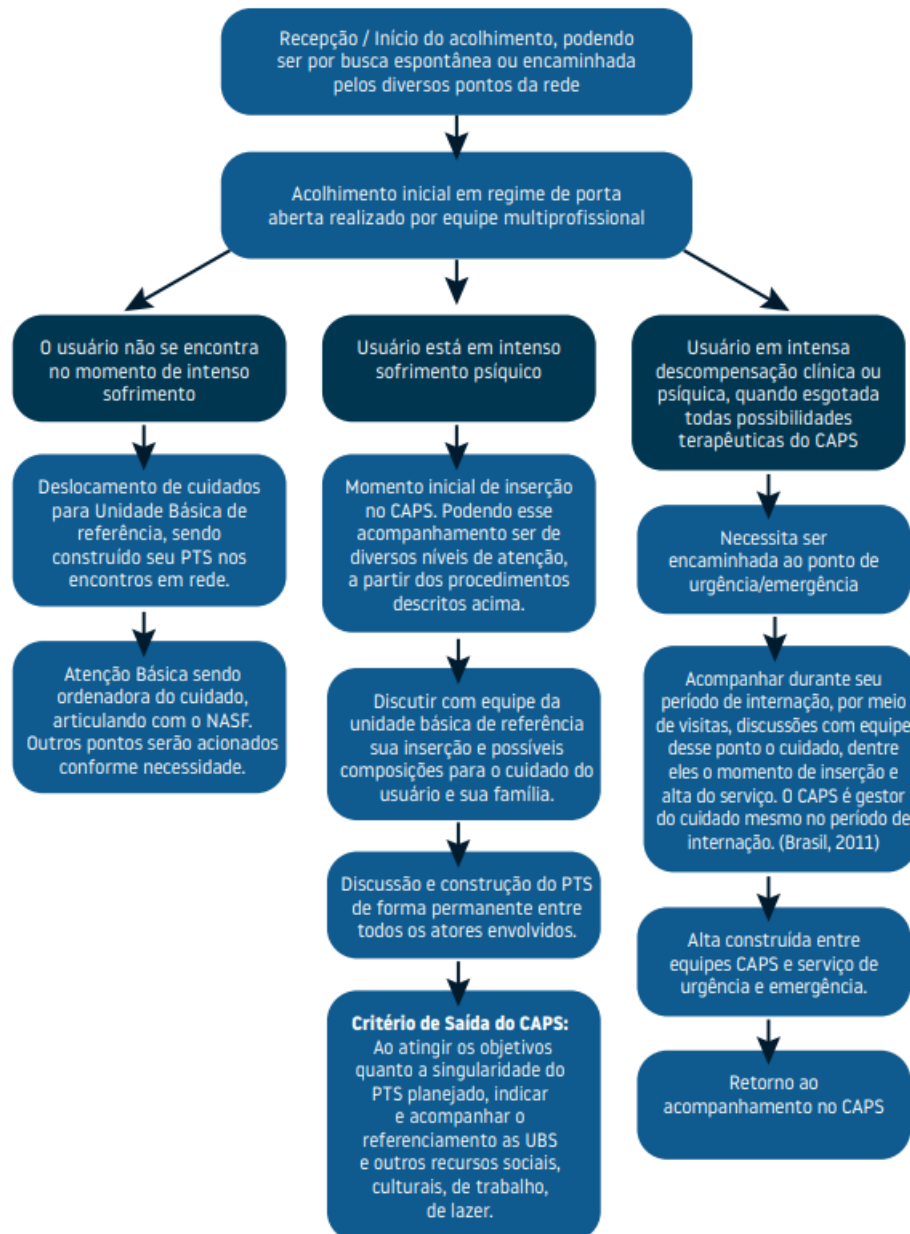 Recepção / Início do acolhimento, podendo
ser por busca espontânea ou encaminhada
pelos diversos pontos da rede
Acolhimento inicial em regime de porta
aberta realizado por equipe multiprofissional
O usuário não se encontra
no momento de intenso
sofrimento
Deslocamento de cuidados
para Unidade Básica de
referência, sendo
construído seu PTS nos
encontros em rede.
Atenção Básica sendo
ordenadora do cuidado,
articulando com o NASF.
Outros pontos serão acionados
conforme necessidade.
Usuário está em intenso
sofrimento psíquico
Momento inicial de inserção
no CAPS. Podendo esse
acompanhamento ser de
diversos níveis de atenção,
a partir dos procedimentos
descritos acima.
Discutir com equipe da
unidade básica de referência
sua inserção e possíveis
composições para o cuidado do
usuário e sua família.
Discussão e construção do PTS
de forma permanente entre
todos os atores envolvidos.
Critério de Saída do CAPS:
Ao atingir os objetivos
quanto a singularidade do
PTS planejado, indicar
e acompanhar o
referenciamento as UBS
e outros recursos sociais,
culturais, de trabalho,
de lazer.
Usuário em intensa
descompensação clínica ou
psíquica, quando esgotada
todas possibilidades
terapêuticas do CAPS
Necessita ser
encaminhada ao ponto de
urgência/emergência
Acompanhar durante seu
período de internação, por meio
de visitas, discussões com equipe
desse ponto o cuidado, dentre
eles o momento de inserção e
alta do serviço. O CAPS é gestor
do cuidado mesmo no período de
internação. (Brasil, 2011)
Alta construída entre
equipes CAPS e serviço de
urgência e emergência.
Retorno ao
acompanhamento no CAPS